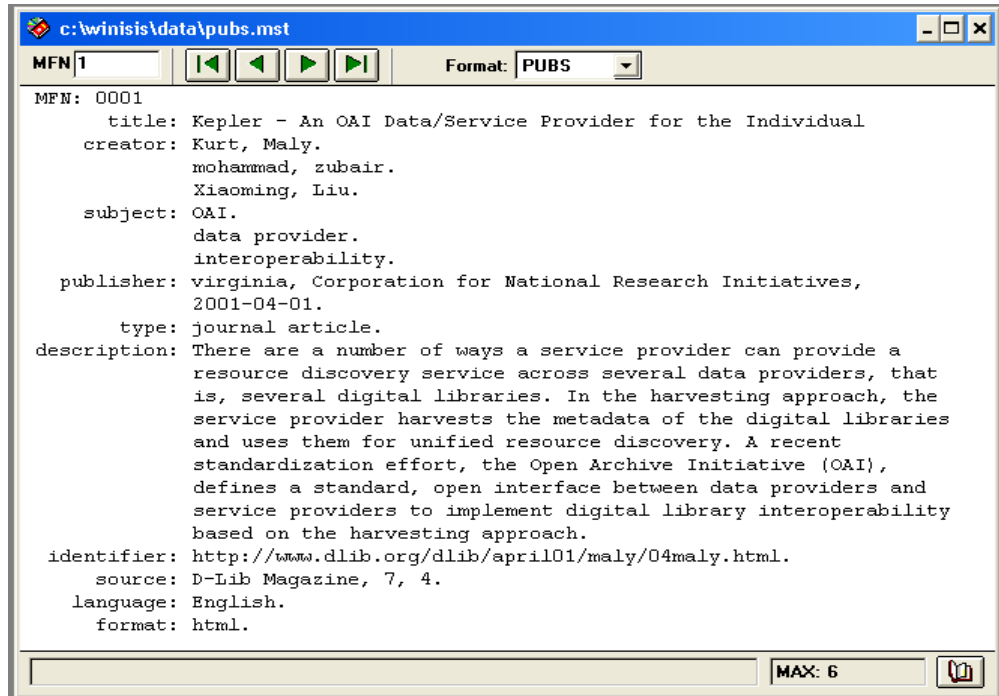 c:\winisis\data\pubs.mst
MFN 1 Format: PUBS
MFN: 0001
title: Kepler - An OAI Data/Service Provider for the Individual
creator: Kurt, Maly.
mohammad, zubair.
Xiaoming, Liu.
subject: OAI.
data provider.
interoperability.
publisher: virginia, Corporation for National Research Initiatives,
2001-04-01.
type: journal article.
description: There are a number of ways a service provider can provide a
resource discovery service across several data providers, that
is, several digital libraries. In the harvesting approach, the
service provider harvests the metadata of the digital libraries
and uses them for unified resource discovery. A recent
standardization effort, the Open Archive Initiative (OAI),
defines a standard, open interface between data providers and
service providers to implement digital library interoperability
based on the harvesting approach.
identifier: http://www.dlib.org/dlib/april01/maly/04maly.html.
source: D-Lib Magazine, 7, 4.
language: English.
format: html.
MAX: 6